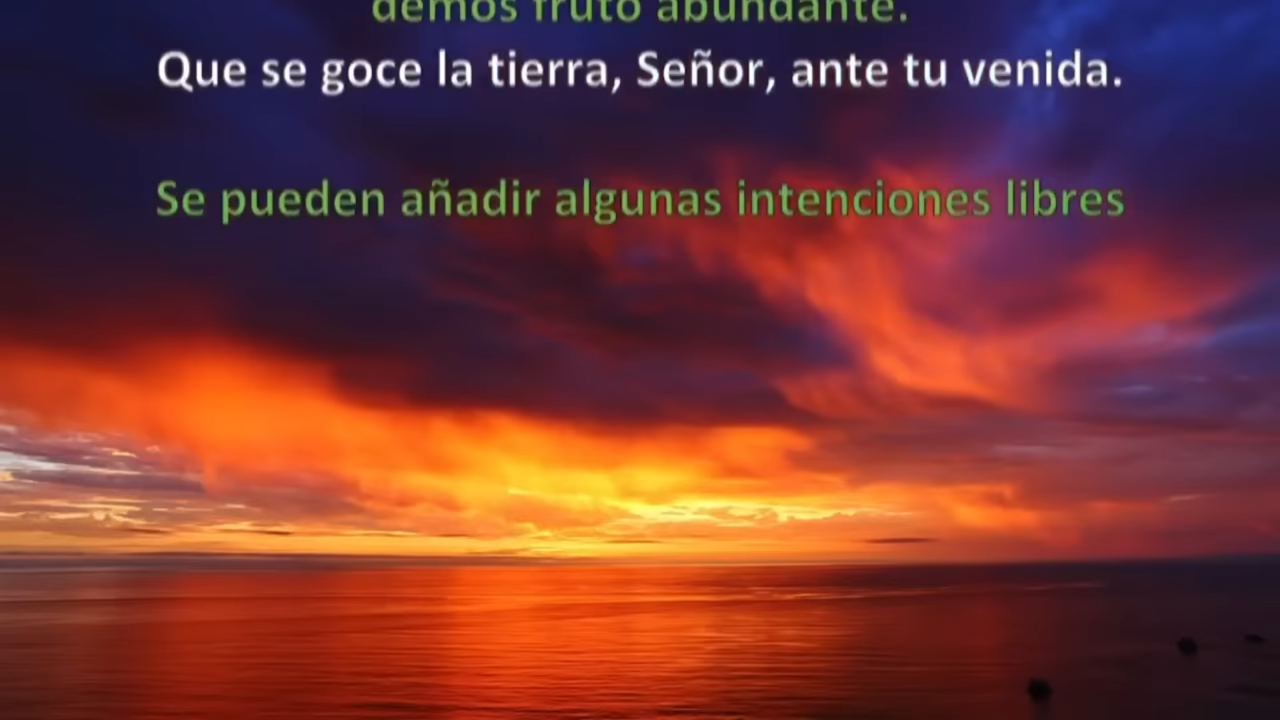 demos fruto abundante.
Que se goce la tierra, Señor, ante tu venida.
Se pueden añadir algunas intenciones libres